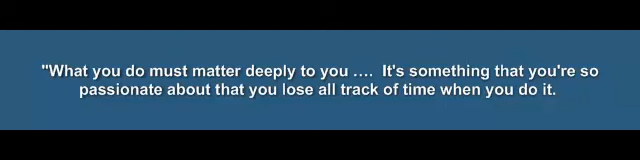 "What you do must matter deeply to you ….  It's something that you're so
passionate about that you lose all track of time when you do it.